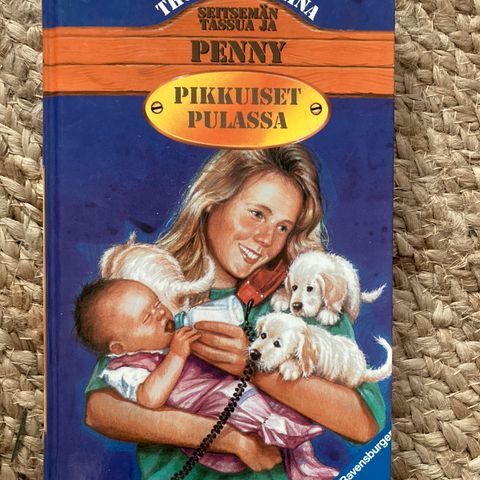 SEITSEMÄN
TASSUA JA
PENNY
PIKKUISET
PULASSA
Ravensburger